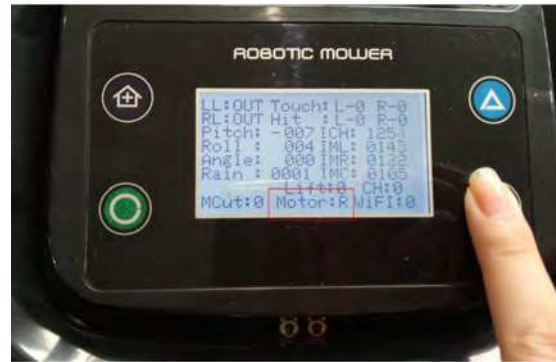 ROBOTIC MOWER
LL:OUT Touch:L-0 R-0
RL:OUT Hit :L-0 R-0
Pitch: -007 ICH: 1251
Roll : 004 IML: 0143
Angle: 000 IMR: 0132
Rain : 0001 IMC: 0105
Lift:0 CH:0
MCut:0 Motor:R WiFI:0